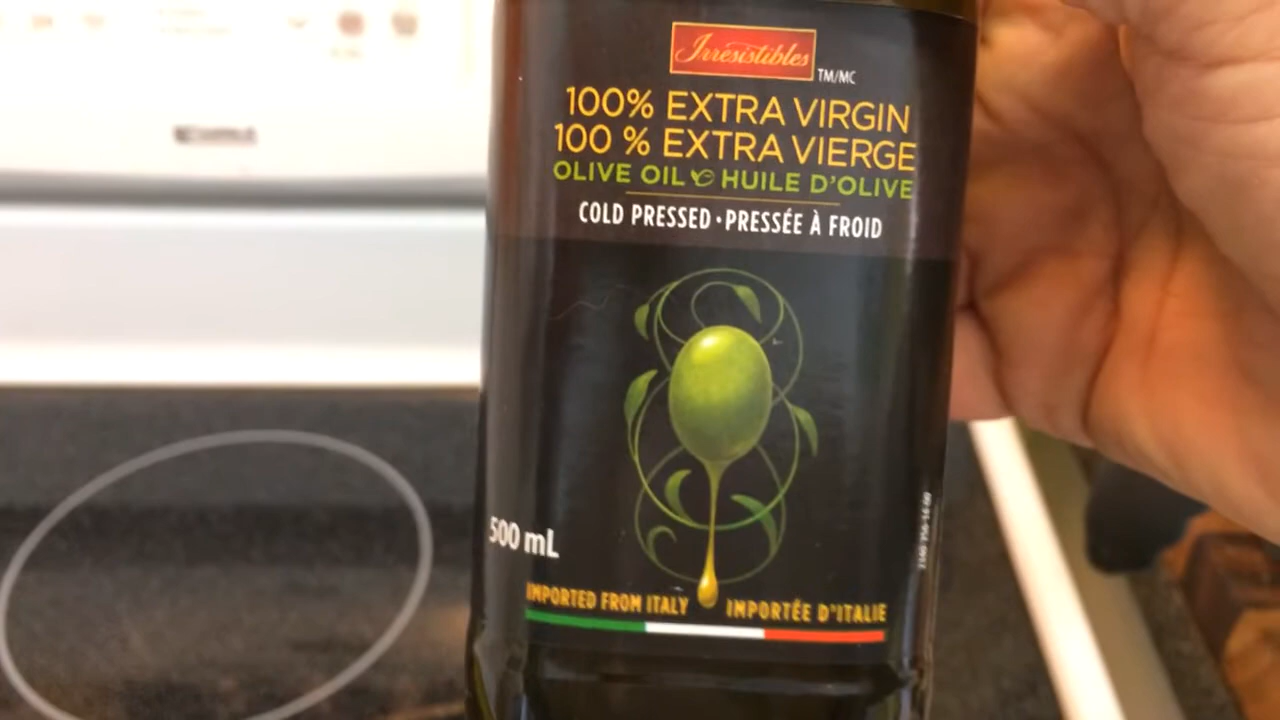 Irresistibles
TM/MC
100% EXTRA VIRGIN
100 % EXTRA VIERGE
OLIVE OIL HUILE D'OLIVE
COLD PRESSED · PRESSÉE À FROID
500 mL
IMPORTED FROM ITALY IMPORTÉE D'ITALIE